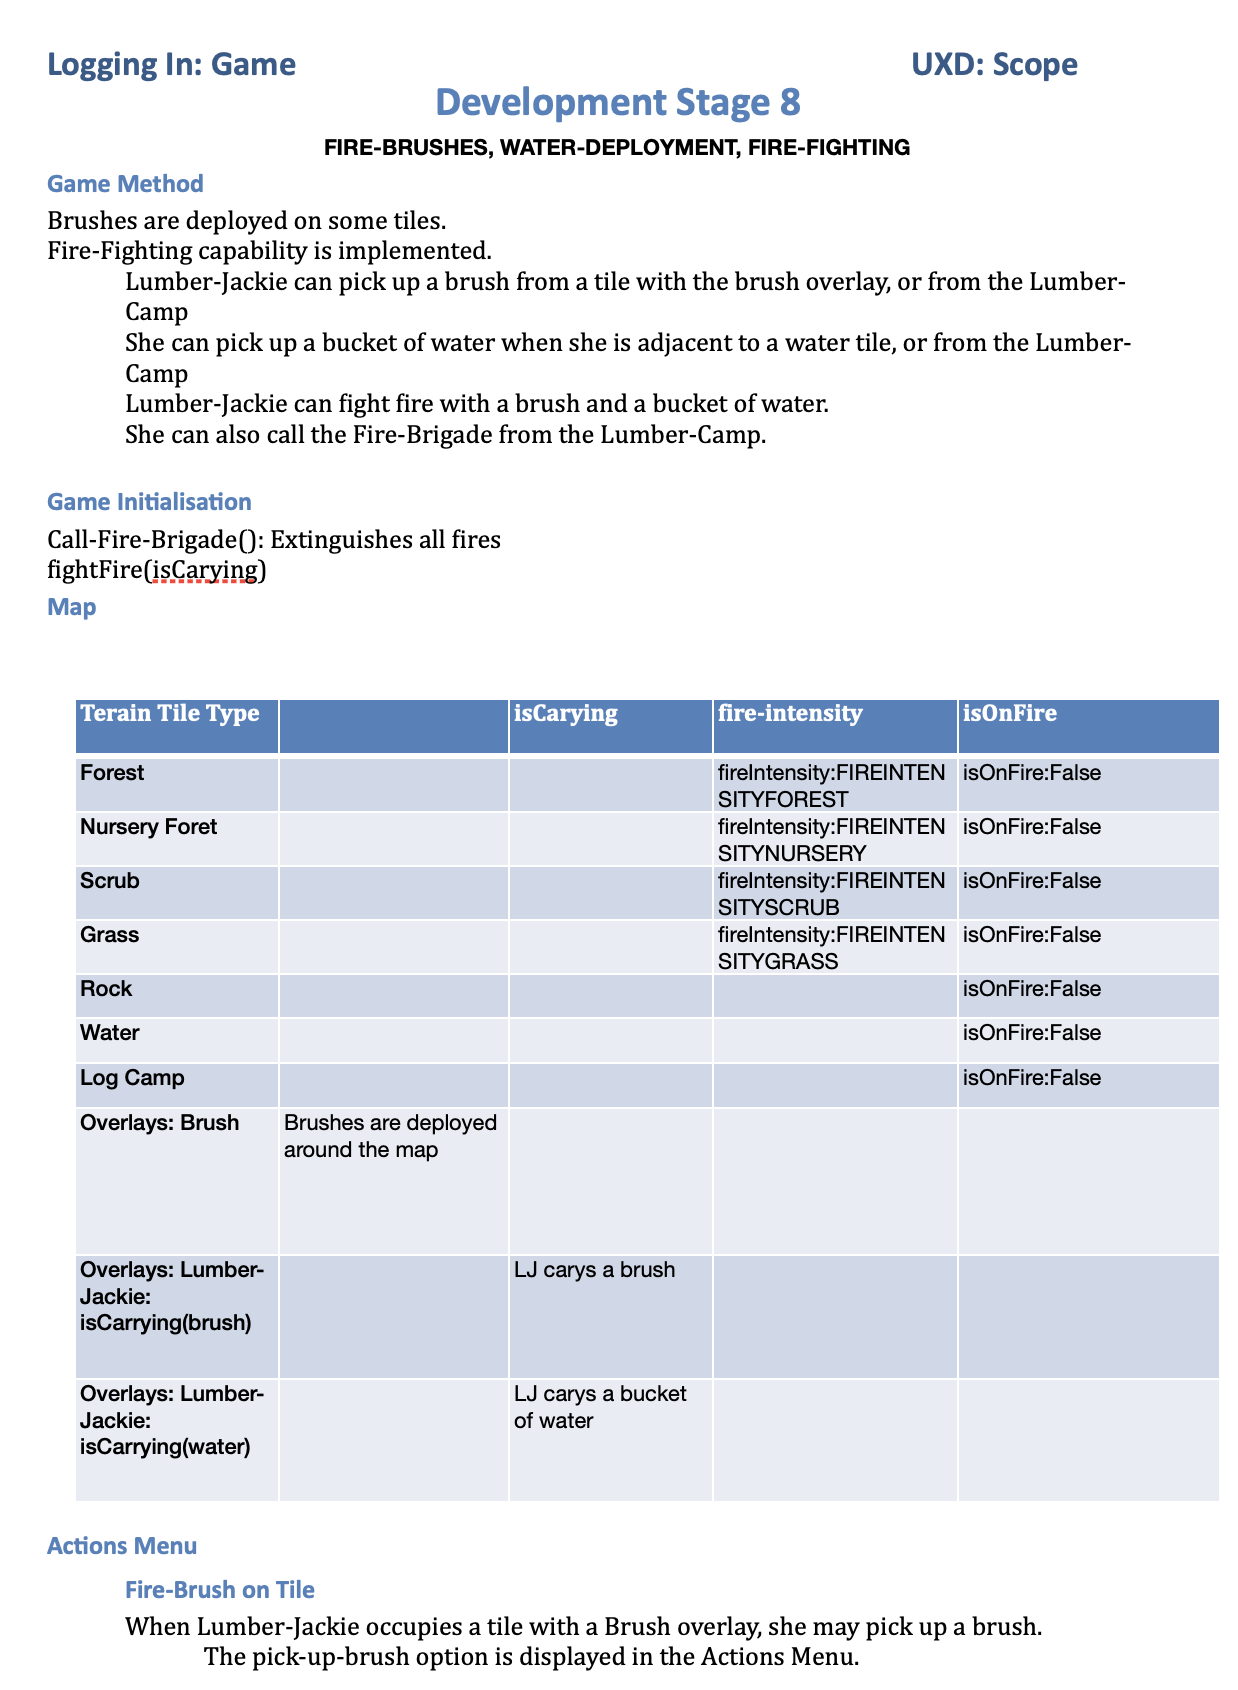 Logging In: Game UXD: Scope
Development Stage 8
FIRE-BRUSHES, WATER-DEPLOYMENT, FIRE-FIGHTING
Game Method
Brushes are deployed on some tiles.
Fire-Fighting capability is implemented.
Lumber-Jackie can pick up a brush from a tile with the brush overlay, or from the Lumber-
Camp
She can pick up a bucket of water when she is adjacent to a water tile, or from the Lumber-
Camp
Lumber-Jackie can fight fire with a brush and a bucket of water.
She can also call the Fire-Brigade from the Lumber-Camp.
Game Initialisation
Call-Fire-Brigade(): Extinguishes all fires
fightFire(isCarying)
Map
Terain Tile Type isCarying fire-intensity isOnFire
Forest fireIntensity:FIREINTEN isOnFire:False
SITYFOREST
Nursery Foret fireIntensity:FIREINTEN isOnFire:False
SITYNURSERY
Scrub fireIntensity:FIREINTEN isOnFire:False
SITYSCRUB
Grass fireIntensity:FIREINTEN isOnFire:False
SITYGRASS
Rock isOnFire:False
Water isOnFire:False
Log Camp isOnFire:False
Overlays: Brush Brushes are deployed
around the map
Overlays: Lumber- LJ carys a brush
Jackie:
isCarrying(brush)
Overlays: Lumber- LJ carys a bucket
Jackie: of water
isCarrying(water)
Actions Menu
Fire-Brush on Tile
When Lumber-Jackie occupies a tile with a Brush overlay, she may pick up a brush.
The pick-up-brush option is displayed in the Actions Menu.